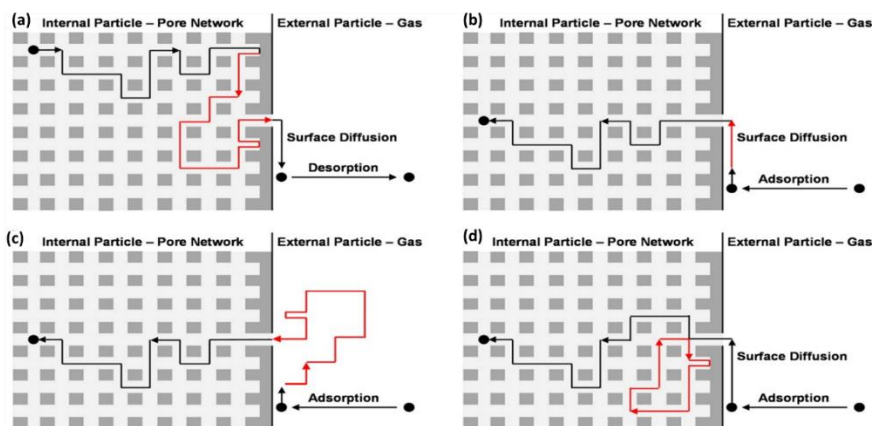 (a) Internal Particle – Pore Network External Particle – Gas
Surface Diffusion
Desorption
(b) Internal Particle – Pore Network External Particle – Gas
Surface Diffusion
Adsorption
(c) Internal Particle – Pore Network External Particle – Gas
Adsorption
(d) Internal Particle – Pore Network External Particle – Gas
Surface Diffusion
Adsorption